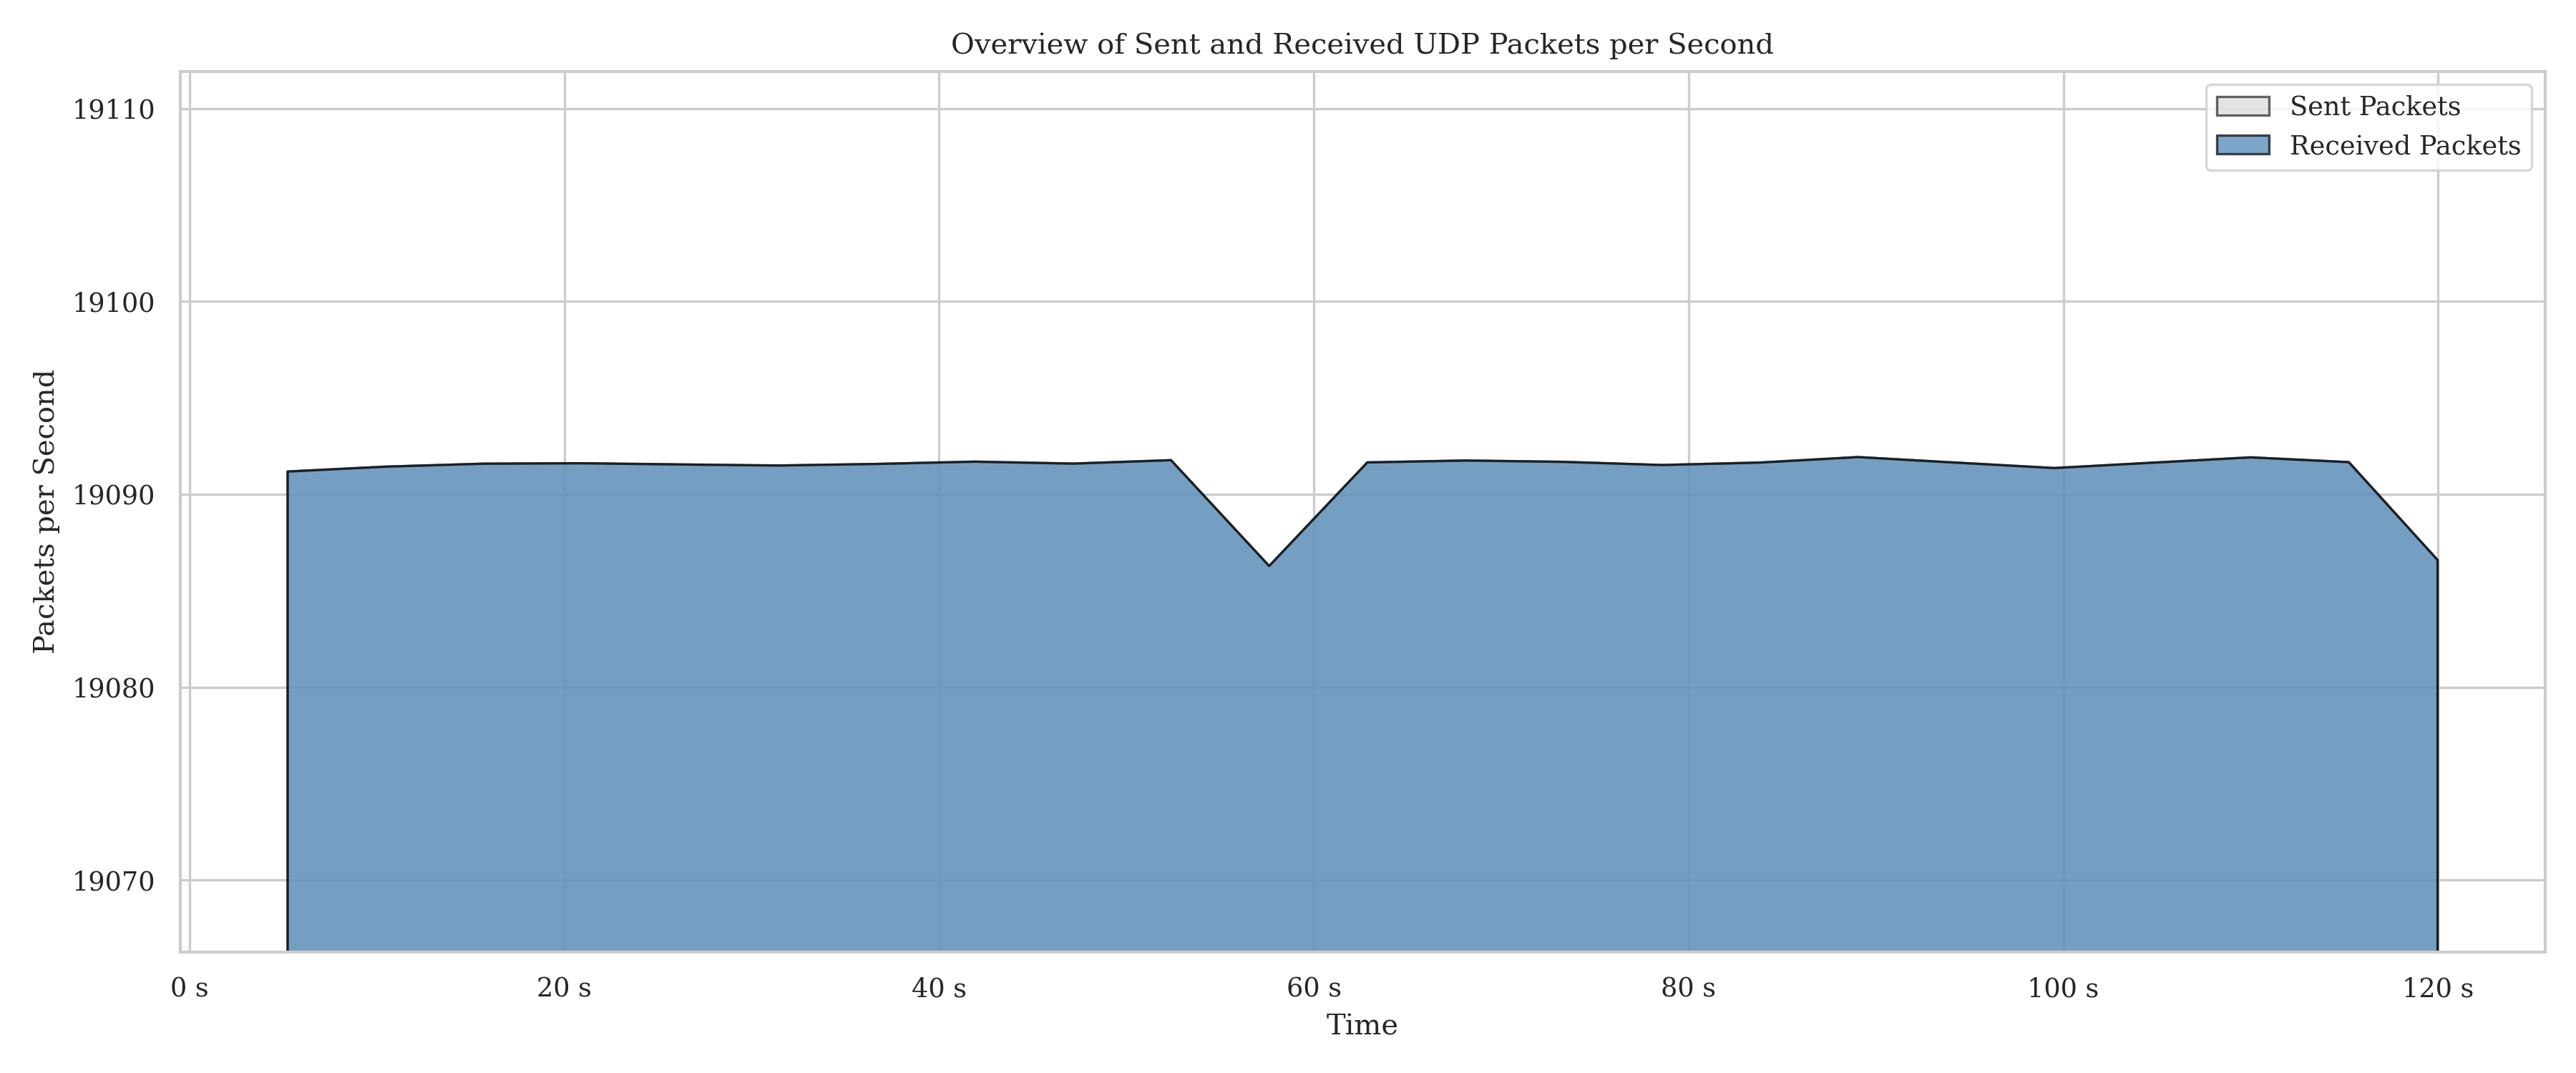 Overview of Sent and Received UDP Packets per Second
Sent Packets
Received Packets
Packets per Second
19110
19100
19090
19080
19070
0 s
20 s
40 s
60 s
80 s
100 s
120 s
Time